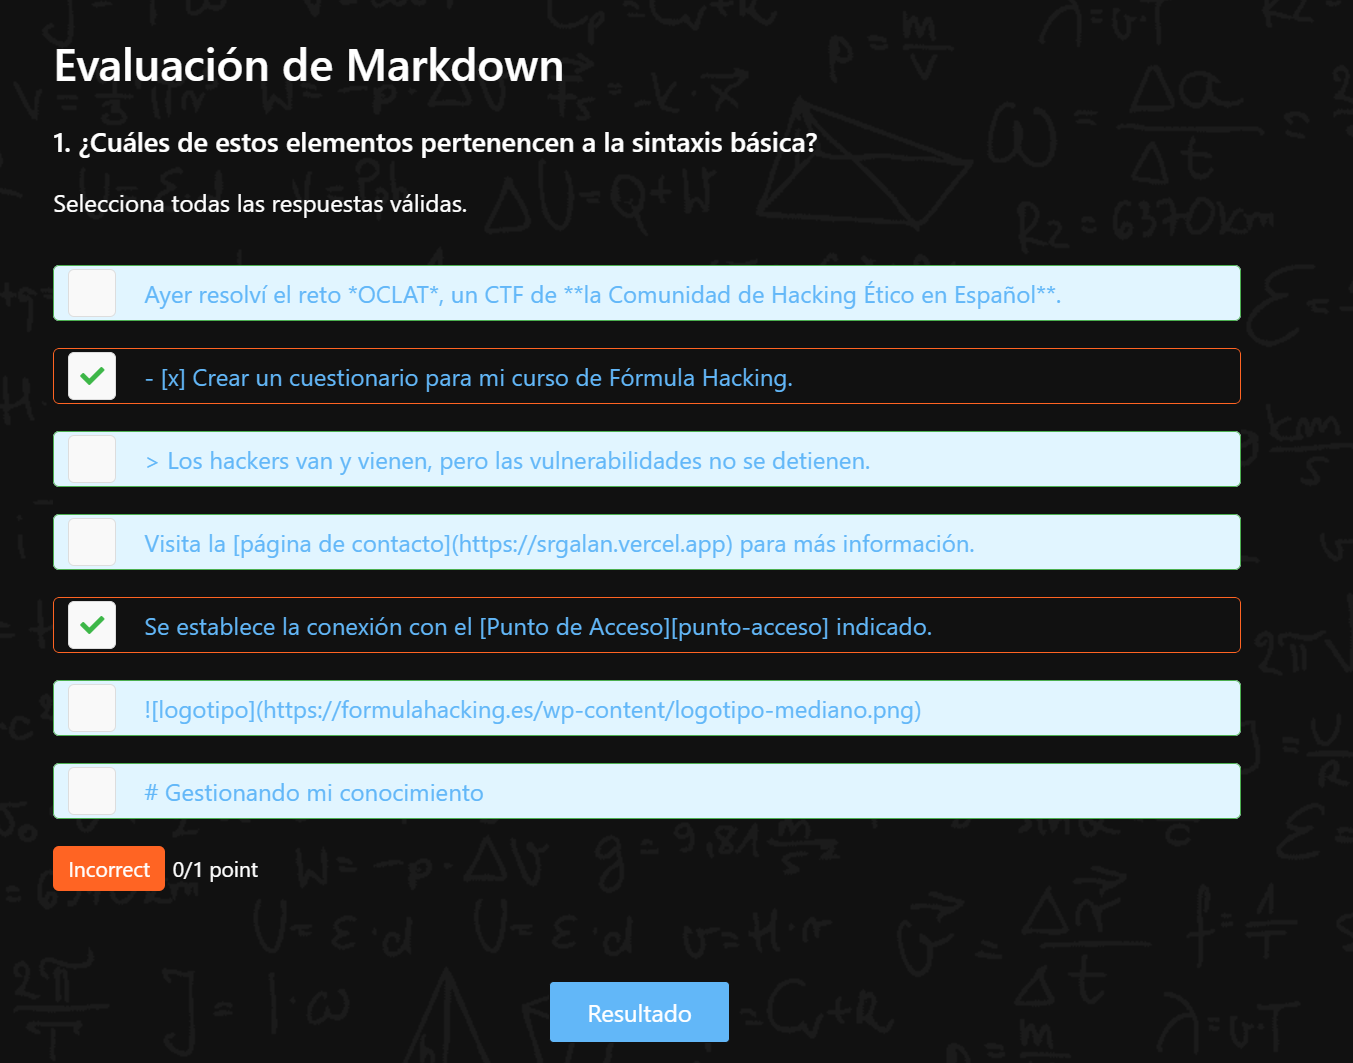 Evaluación de Markdown
1. ¿Cuáles de estos elementos pertenencen a la sintaxis básica?
Selecciona todas las respuestas válidas.
Ayer resolví el reto *OCLAT*, un CTF de **la Comunidad de Hacking Ético en Español**.
- [x] Crear un cuestionario para mi curso de Fórmula Hacking.
> Los hackers van y vienen, pero las vulnerabilidades no se detienen.
Visita la [página de contacto](https://srgalan.vercel.app) para más información.
Se establece la conexión con el [Punto de Acceso][punto-acceso] indicado.
![logotipo](https://formulahacking.es/wp-content/logotipo-mediano.png)
# Gestionando mi conocimiento
Incorrect 0/1 point
Resultado